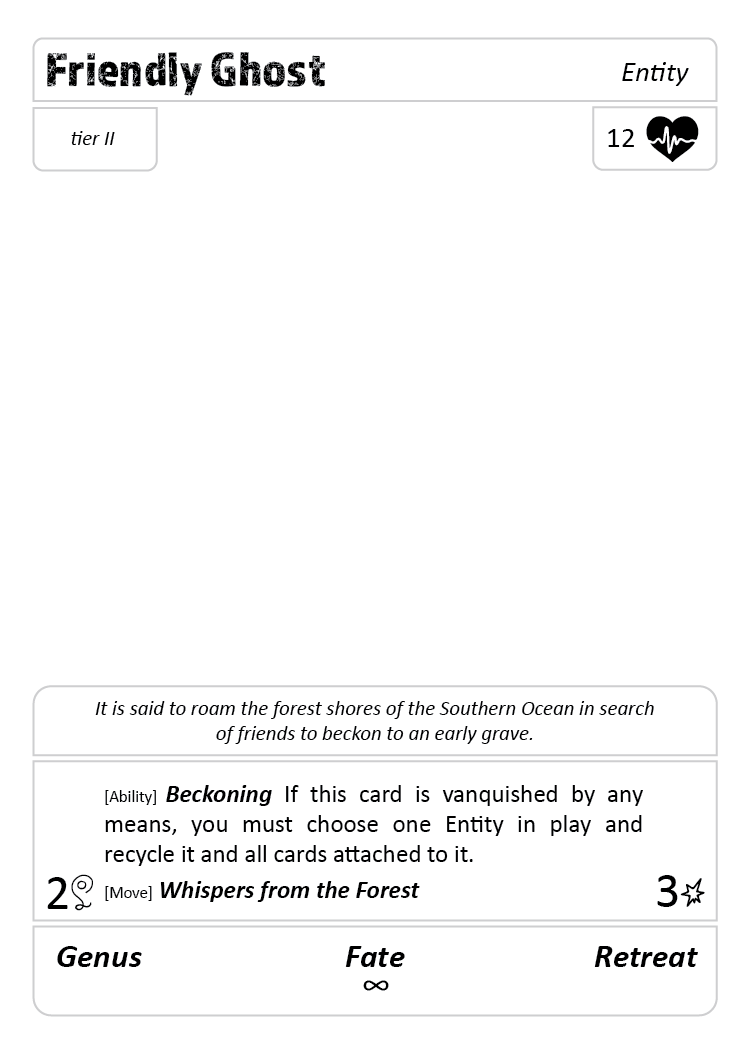 Friendly Ghost
Entity
tier II
12
It is said to roam the forest shores of the Southern Ocean in search
of friends to beckon to an early grave.
[Ability] Beckoning If this card is vanquished by any
means, you must choose one Entity in play and
recycle it and all cards attached to it.
2 [Move] Whispers from the Forest 3
Genus Fate Retreat
∞